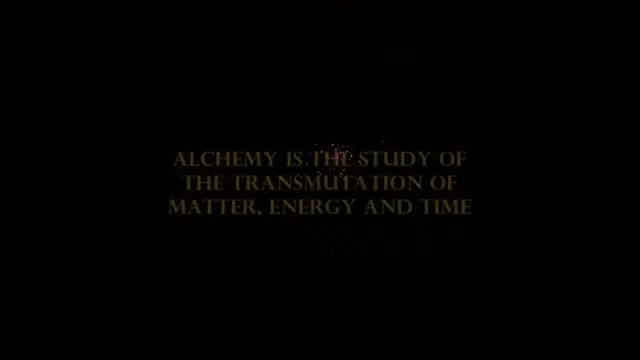 ALCHEMY IS THE STUDY OF
THE TRANSMUTATION OF
MATTER, ENERGY AND TIME